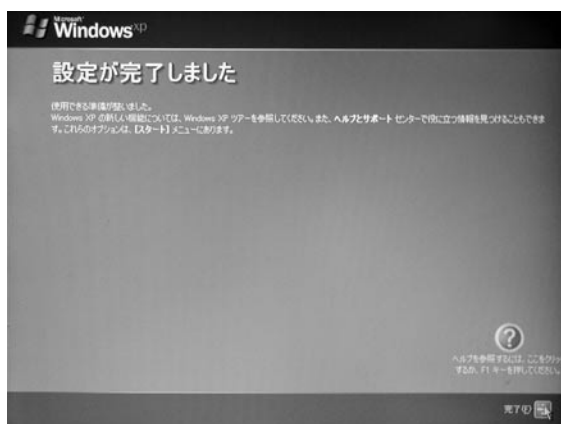 Microsoft
Windows xp
設定が完了しました
使用できる準備が整いました。
Windows XP の新しい機能については、Windows XP ツアーを参照してください。また、ヘルプとサポート センターで役に立つ情報を見つけることもできま
す。これらのオプションは、[スタート] メニューにあります。
ヘルプを参照するには、ここをクリッ
するか、F1 キーを押してください。
完了(F)